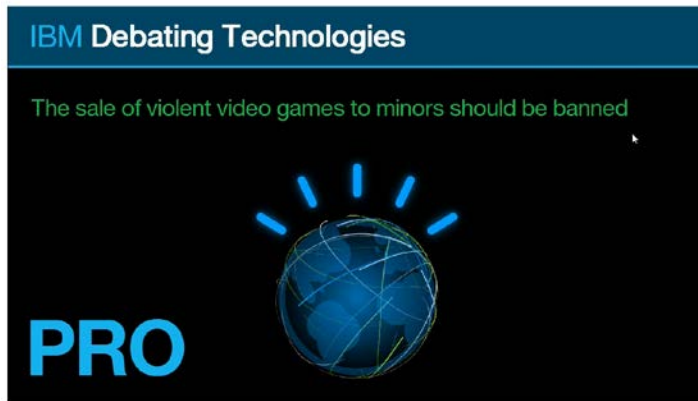 IBM Debating Technologies
The sale of violent video games to minors should be banned
PRO